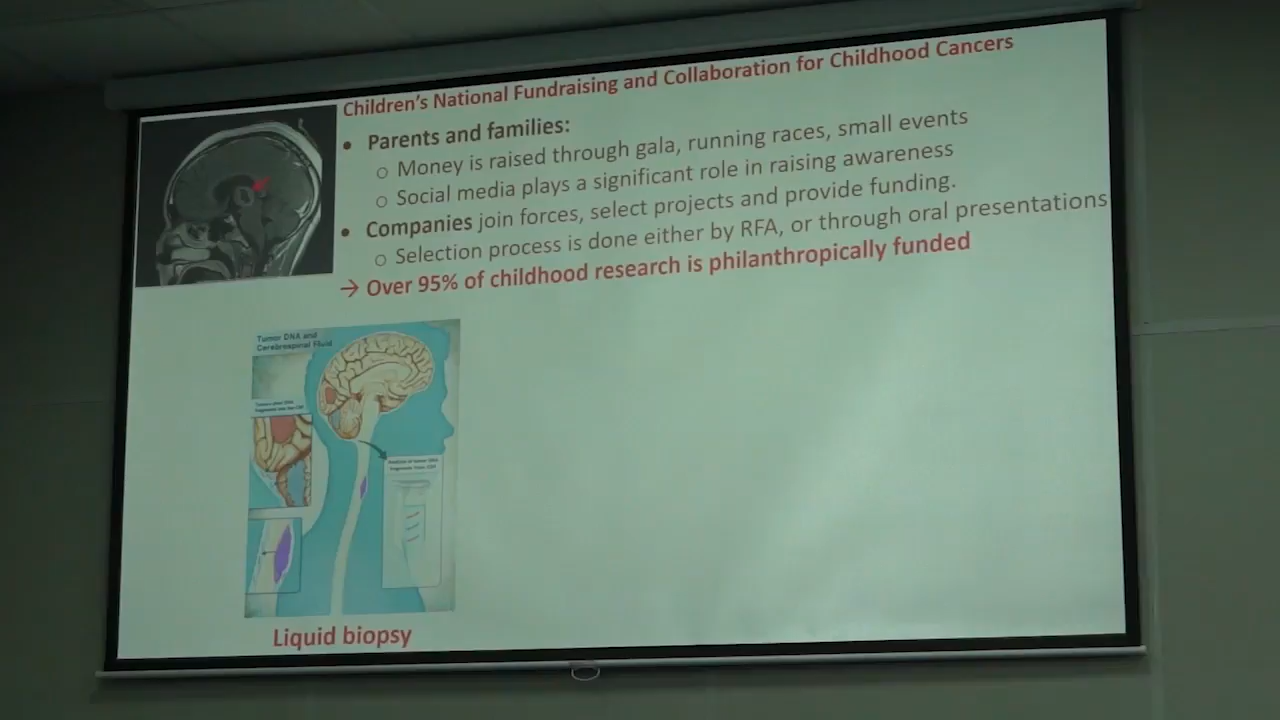 Children's National Fundraising and Collaboration for Childhood Cancers
• Parents and families:
○ Money is raised through gala, running races, small events
○ Social media plays a significant role in raising awareness
• Companies join forces, select projects and provide funding.
○ Selection process is done either by RFA, or through oral presentations
→ Over 95% of childhood research is philanthropically funded
Tumor DNA and
Cerebrospinal Fluid
Liquid biopsy